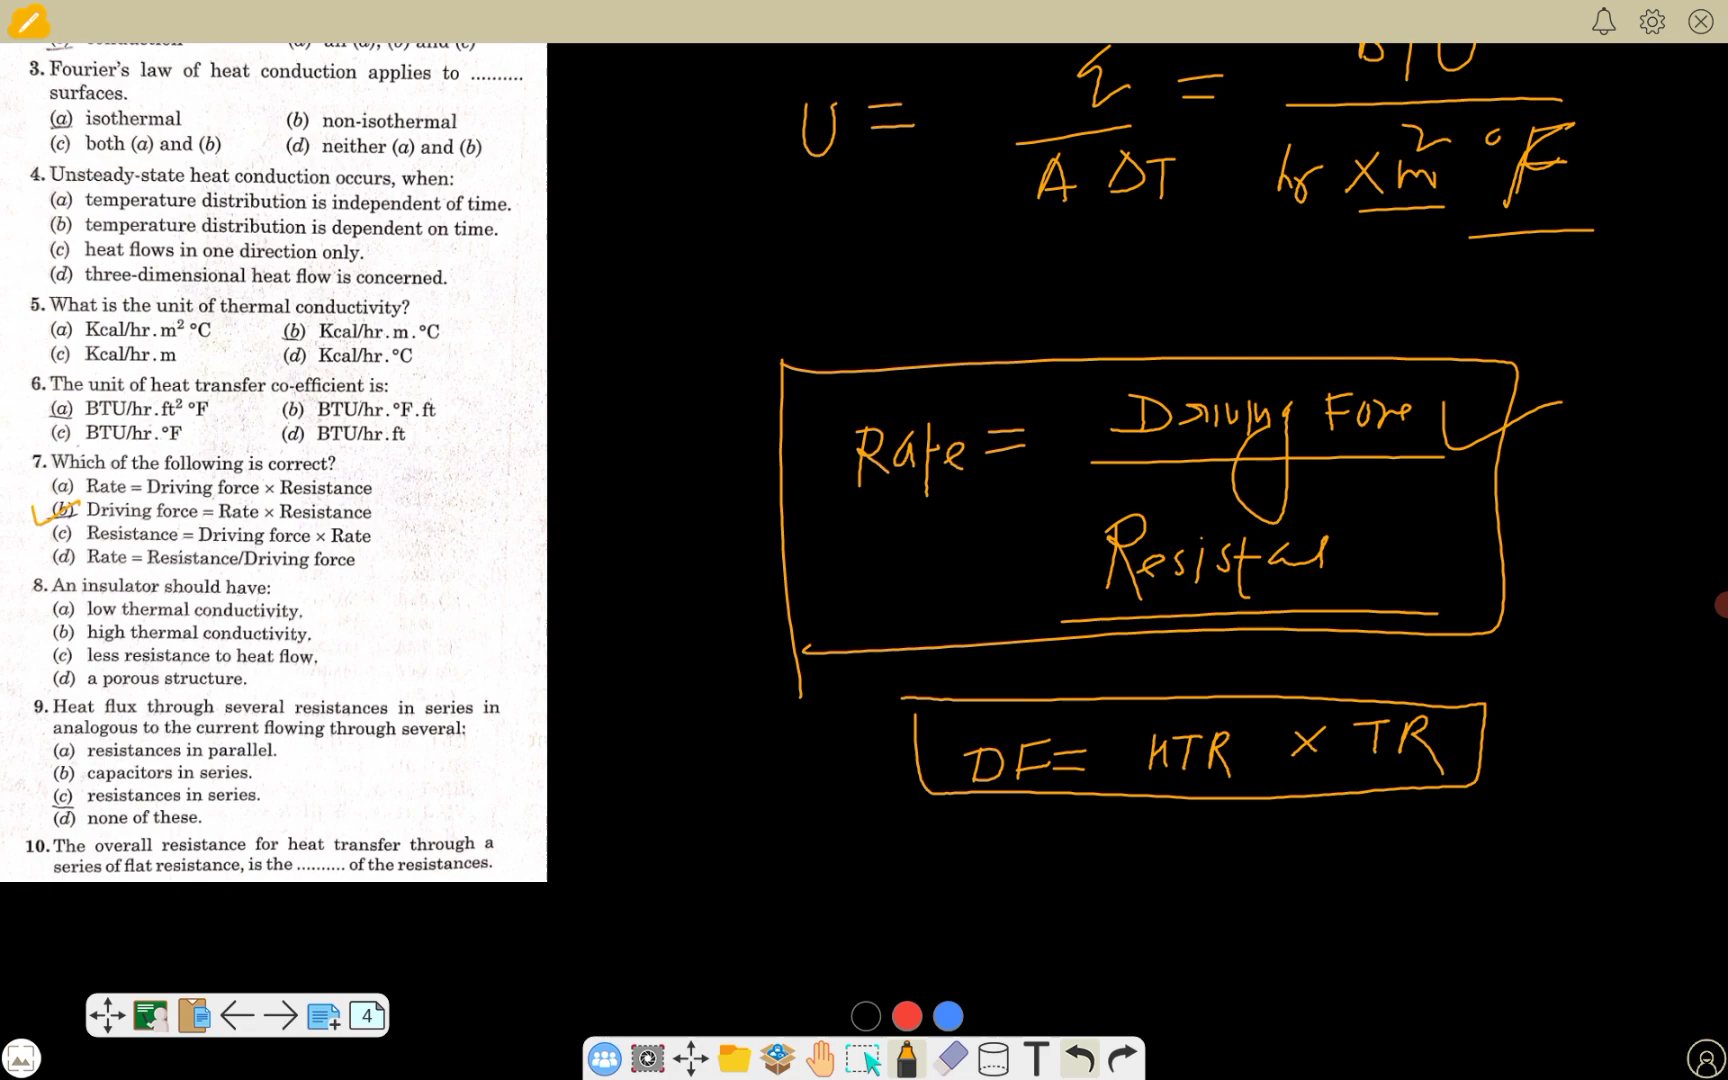 3. Fourier's law of heat conduction applies to ..........
surfaces.
(a) isothermal (b) non-isothermal
(c) both (a) and (b) (d) neither (a) and (b)
4. Unsteady-state heat conduction occurs, when:
(a) temperature distribution is independent of time.
(b) temperature distribution is dependent on time.
(c) heat flows in one direction only.
(d) three-dimensional heat flow is concerned.
5. What is the unit of thermal conductivity?
(a) Kcal/hr.m² °C (b) Kcal/hr.m.°C
(c) Kcal/hr.m (d) Kcal/hr.°C
6. The unit of heat transfer co-efficient is:
(a) BTU/hr.ft² °F (b) BTU/hr.°F.ft
(c) BTU/hr.°F (d) BTU/hr.ft
7. Which of the following is correct?
(a) Rate = Driving force × Resistance
(b) Driving force = Rate × Resistance
(c) Resistance = Driving force × Rate
(d) Rate = Resistance/Driving force
8. An insulator should have:
(a) low thermal conductivity.
(b) high thermal conductivity.
(c) less resistance to heat flow.
(d) a porous structure.
9. Heat flux through several resistances in series in
analogous to the current flowing through several:
(a) resistances in parallel.
(b) capacitors in series.
(c) resistances in series.
(d) none of these.
10. The overall resistance for heat transfer through a
series of flat resistance, is the .......... of the resistances.
BTU
U = =
A ΔT hr × m² °F
Rate = Driving
DF = HTR × TR
4
T